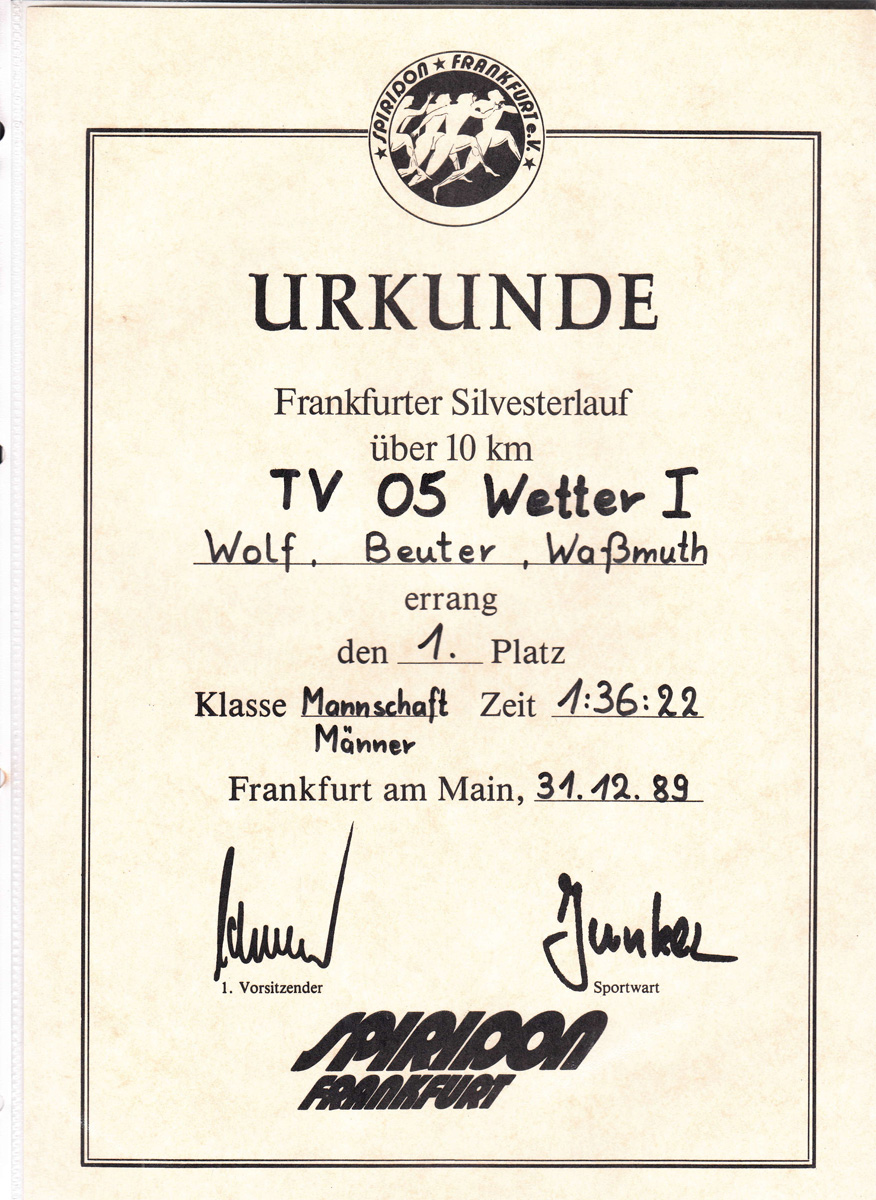 ★ SPIRIDON ★ FRANKFURT e.V. ★
URKUNDE
Frankfurter Silvesterlauf
über 10 km
TV 05 Wetter I
Wolf, Beuter, Waßmuth
errang
den 1. Platz
Klasse Mannschaft Zeit 1:36:22
Männer
Frankfurt am Main, 31.12.89
Junker
1. Vorsitzender Sportwart
SPIRIDON
FRANKFURT